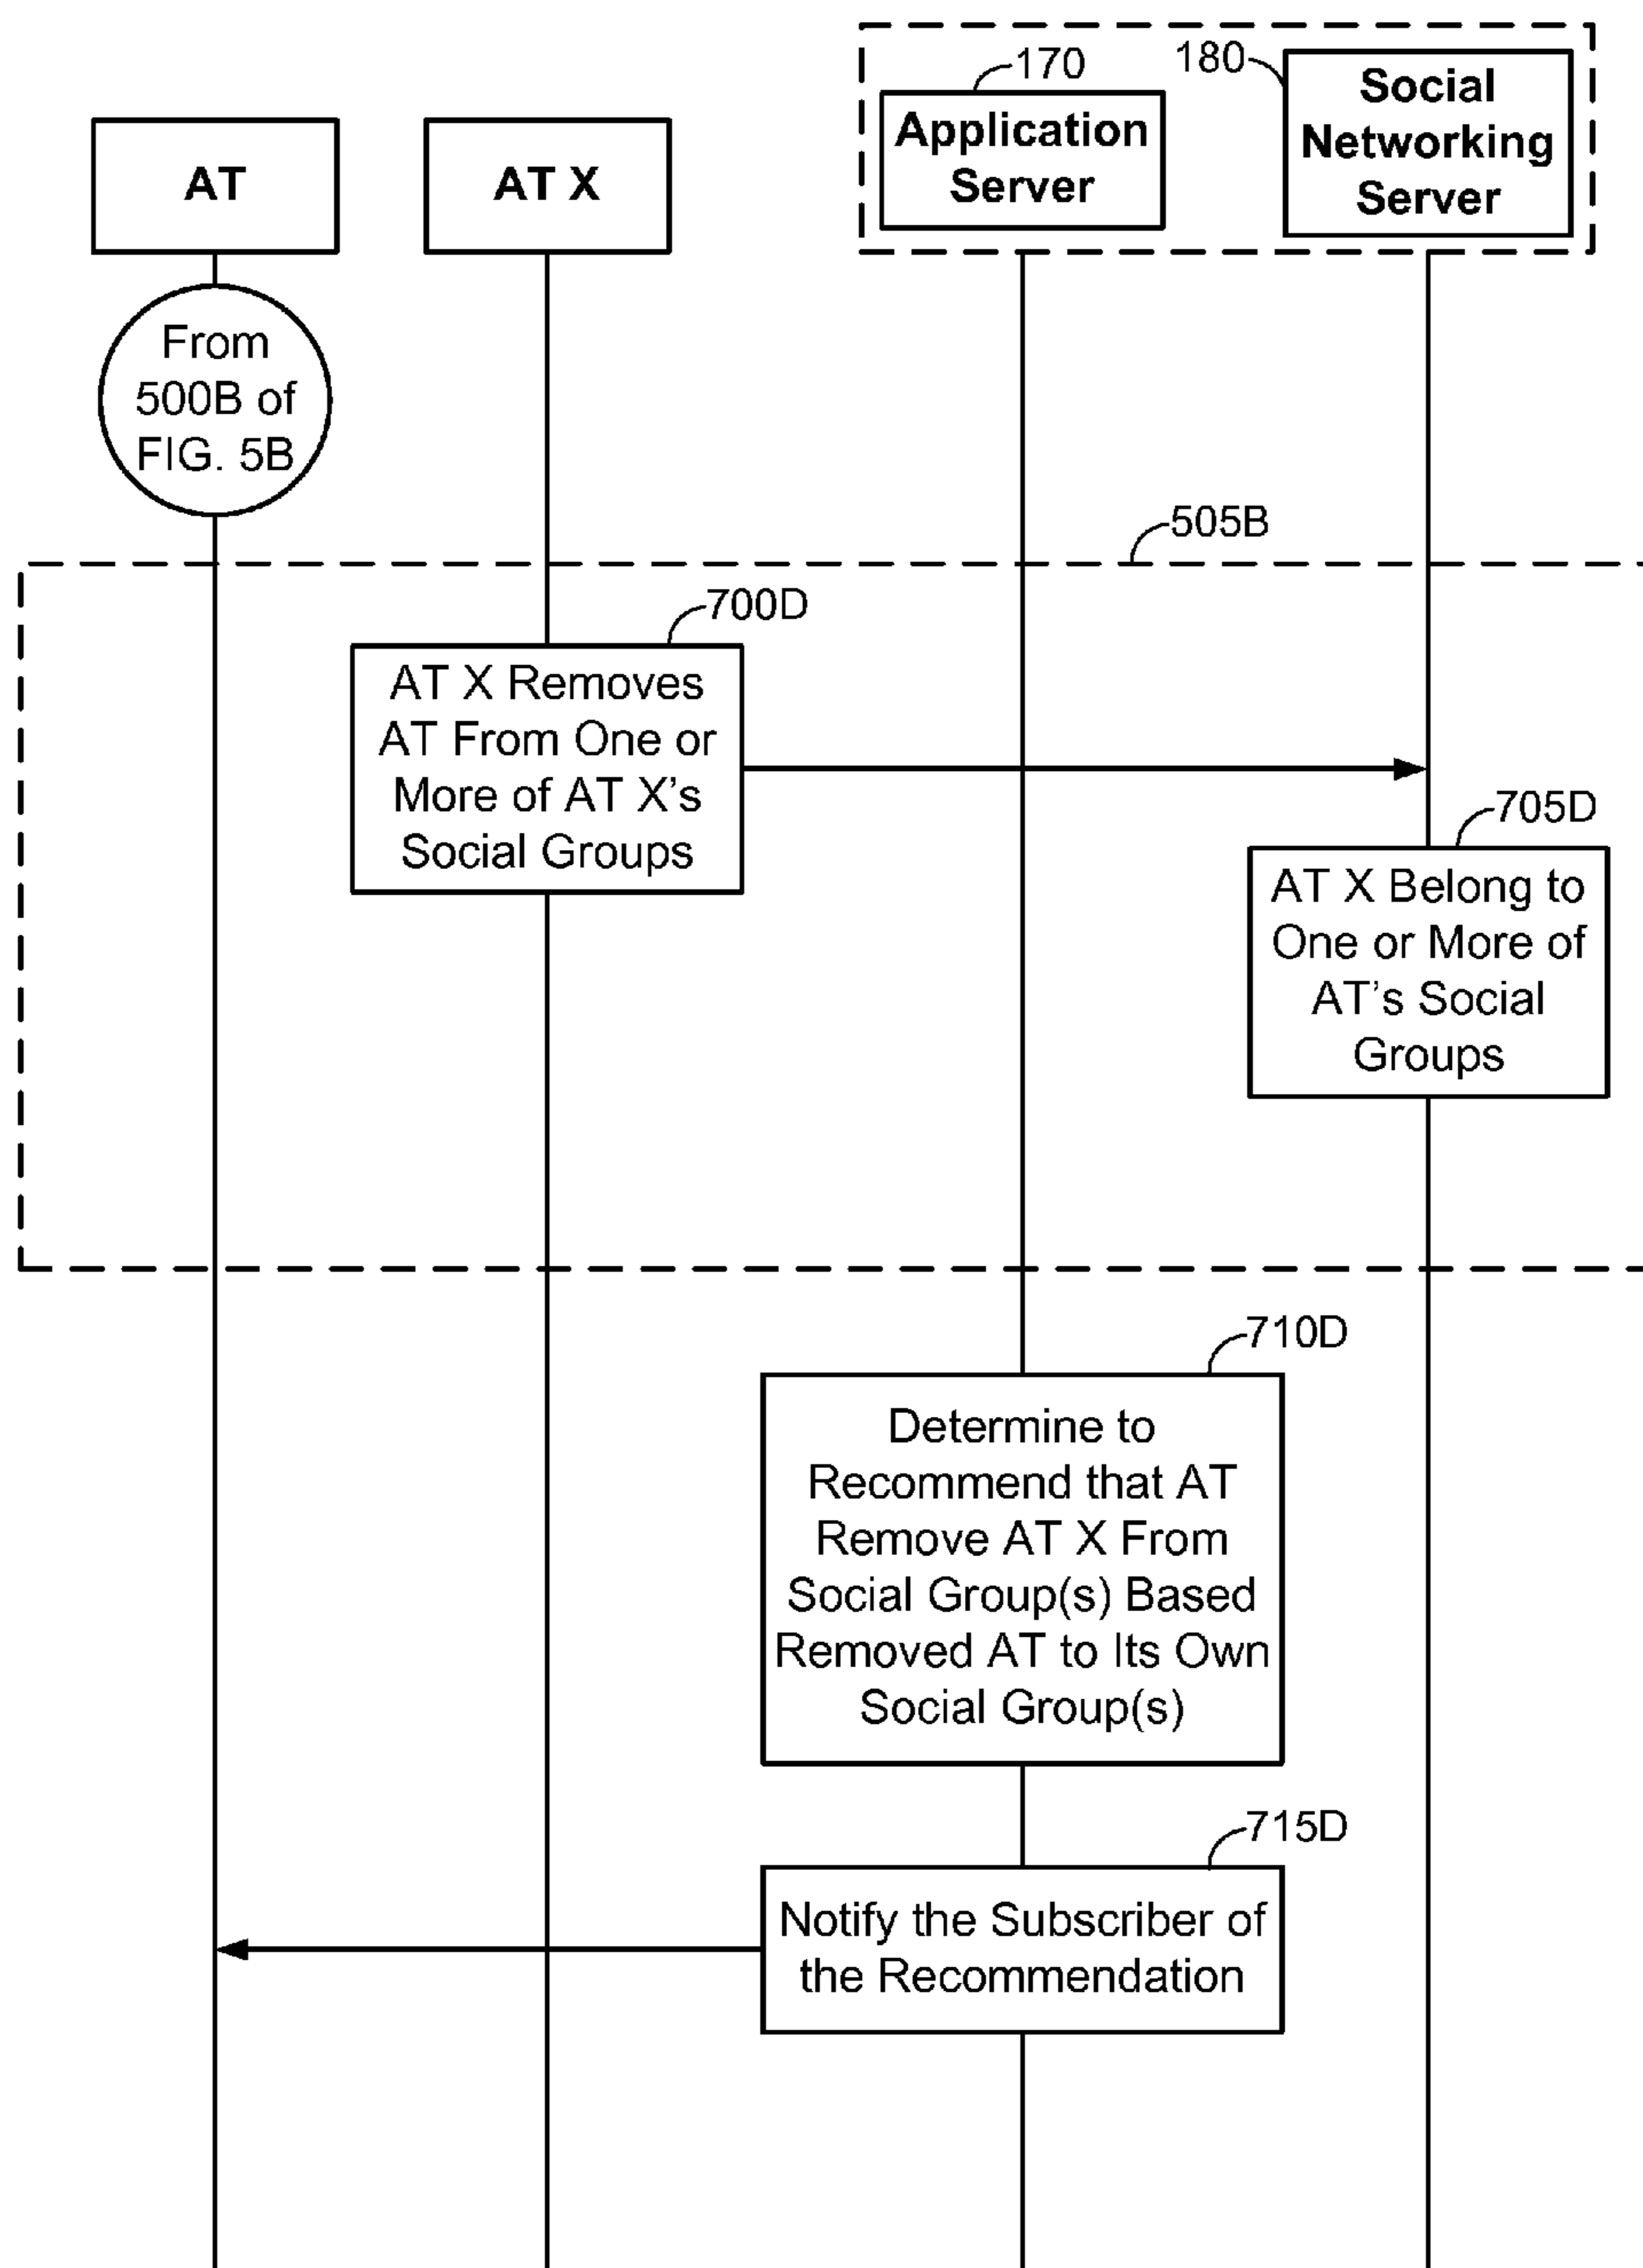 170
180
Application
Server
Social
Networking
Server
AT
AT X
From
500B of
FIG. 5B
505B
700D
AT X Removes
AT From One or
More of AT X's
Social Groups
705D
AT X Belong to
One or More of
AT's Social
Groups
710D
Determine to
Recommend that AT
Remove AT X From
Social Group(s) Based
Removed AT to Its Own
Social Group(s)
715D
Notify the Subscriber of
the Recommendation